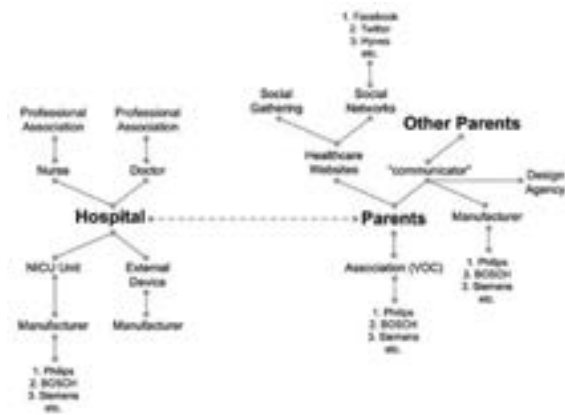 1. Facebook
2. Twitter
3. Hyves
etc.
Social
Gathering
Social
Networks
Professional
Association
Professional
Association
Other Parents
Nurse
Doctor
Healthcare
Websites
"communicator"
Design
Agency
Hospital
Parents
Manufacturer
NICU Unit
External
Device
Association (VOC)
1. Philips
2. BOSCH
3. Siemens
etc.
Manufacturer
Manufacturer
1. Philips
2. BOSCH
3. Siemens
etc.
1. Philips
2. BOSCH
3. Siemens
etc.